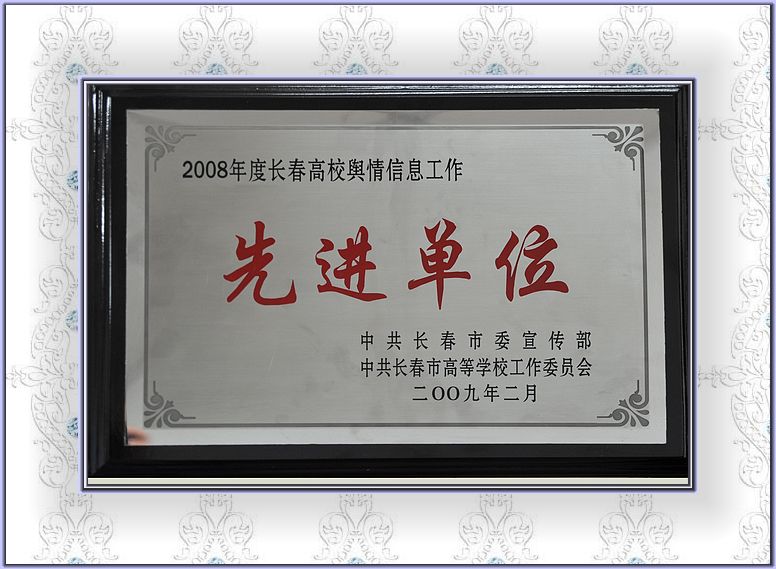 2008年度长春高校舆情信息工作
先进单位
中共长春市委宣传部
中共长春市高等学校工作委员会
二〇〇九年二月